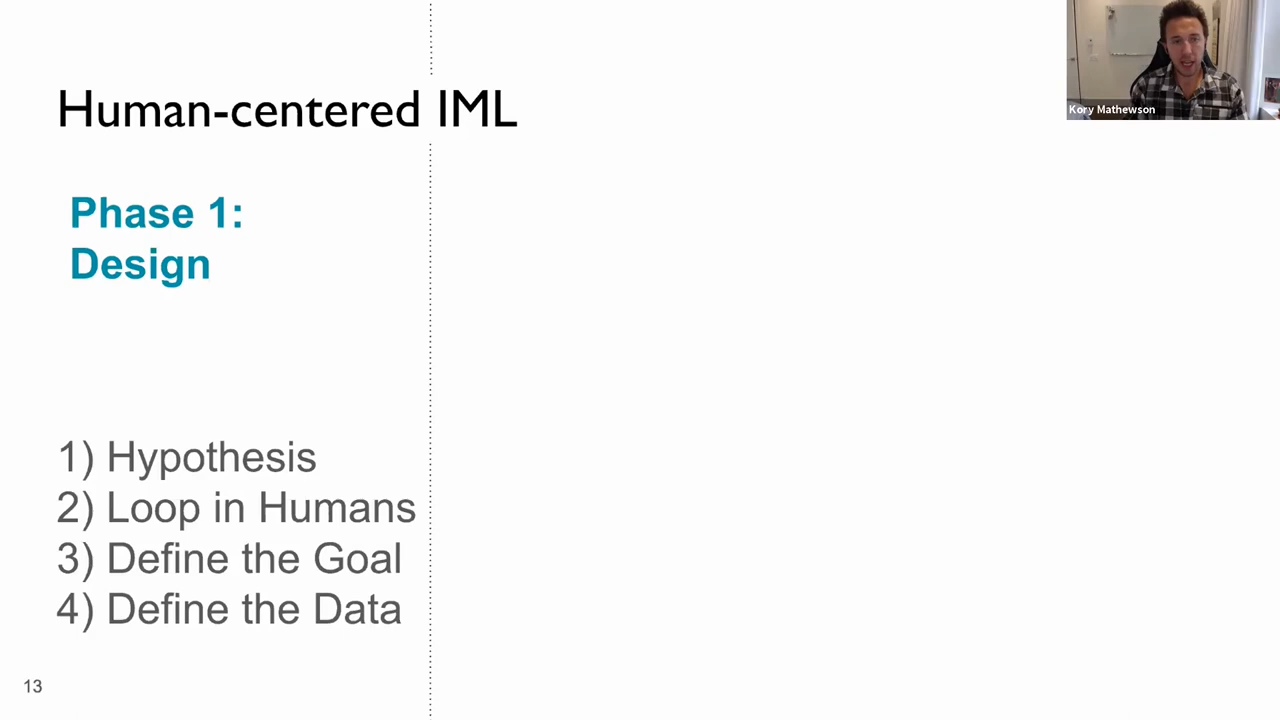 Human-centered IML
Kory Mathewson
Phase 1:
Design
1) Hypothesis
2) Loop in Humans
3) Define the Goal
4) Define the Data
13